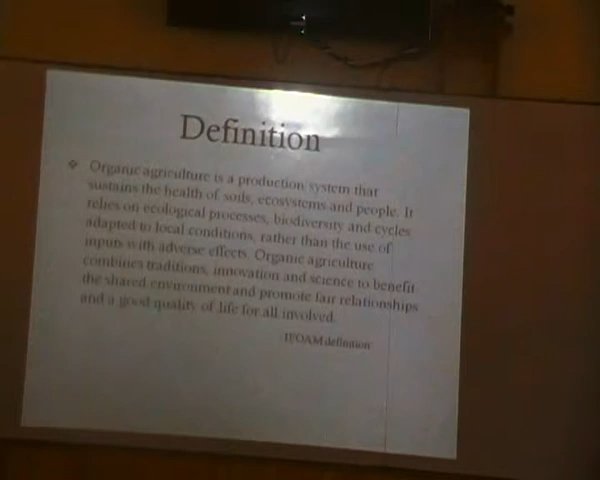 Definition
❖ Organic agriculture is a production system that
sustains the health of soils, ecosystems and people. It
relies on ecological processes, biodiversity and cycles
adapted to local conditions, rather than the use of
inputs with adverse effects. Organic agriculture
combines traditions, innovation and science to benefit
the shared environment and promote fair relationships
and a good quality of life for all involved.
-IFOAM definition